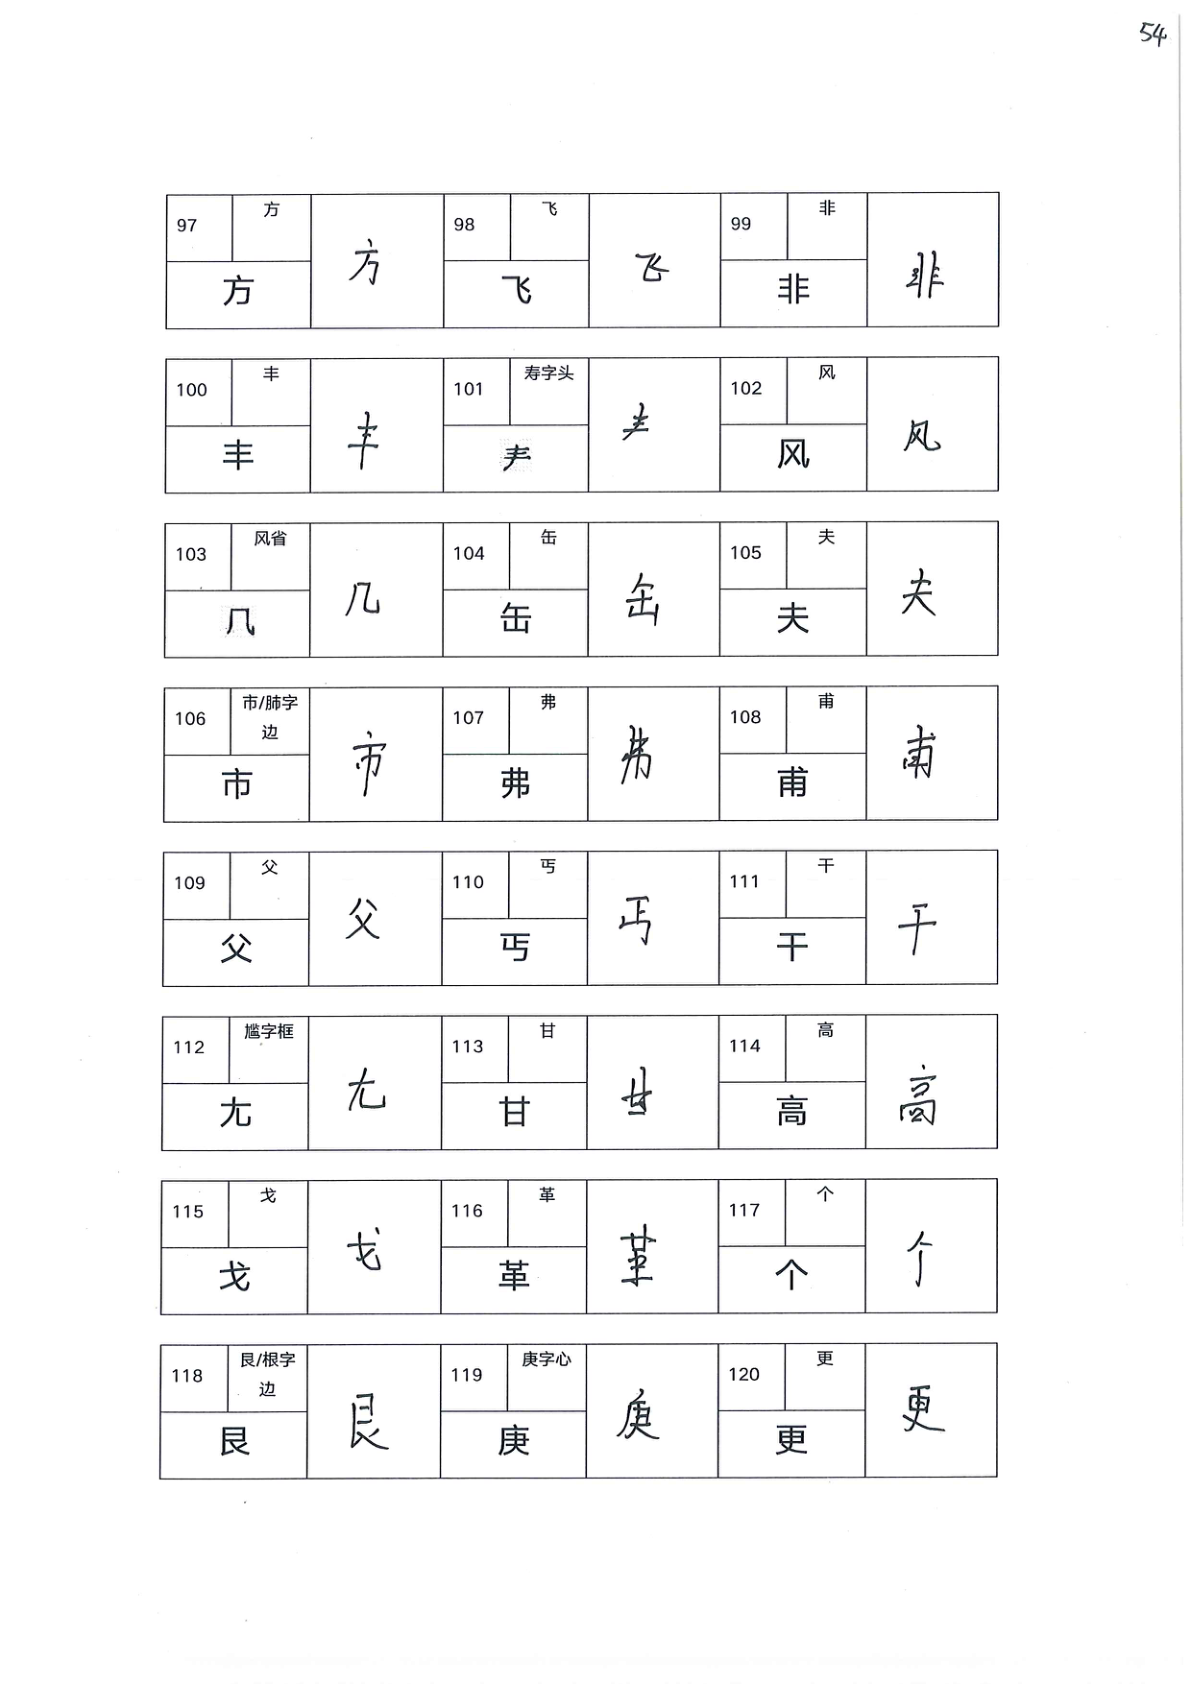 54
97 方 方 方 98 飞 飞 飞 99 非 非 非
100 丰 丰 丰 101 寿字头 𡗗 𡗗 102 风 风 风
103 风省 几 几 104 缶 缶 缶 105 夫 夫 夫
106 市/肺字边 市 市 107 弗 弗 弗 108 甫 甫 甫
109 父 父 父 110 丐 丐 丐 111 干 干 干
112 尴字框 尢 尢 113 甘 甘 甘 114 高 高 高
115 戈 戈 戈 116 革 革 革 117 个 个 个
118 艮/根字边 艮 艮 119 庚字心 庚 庚 120 更 更 更